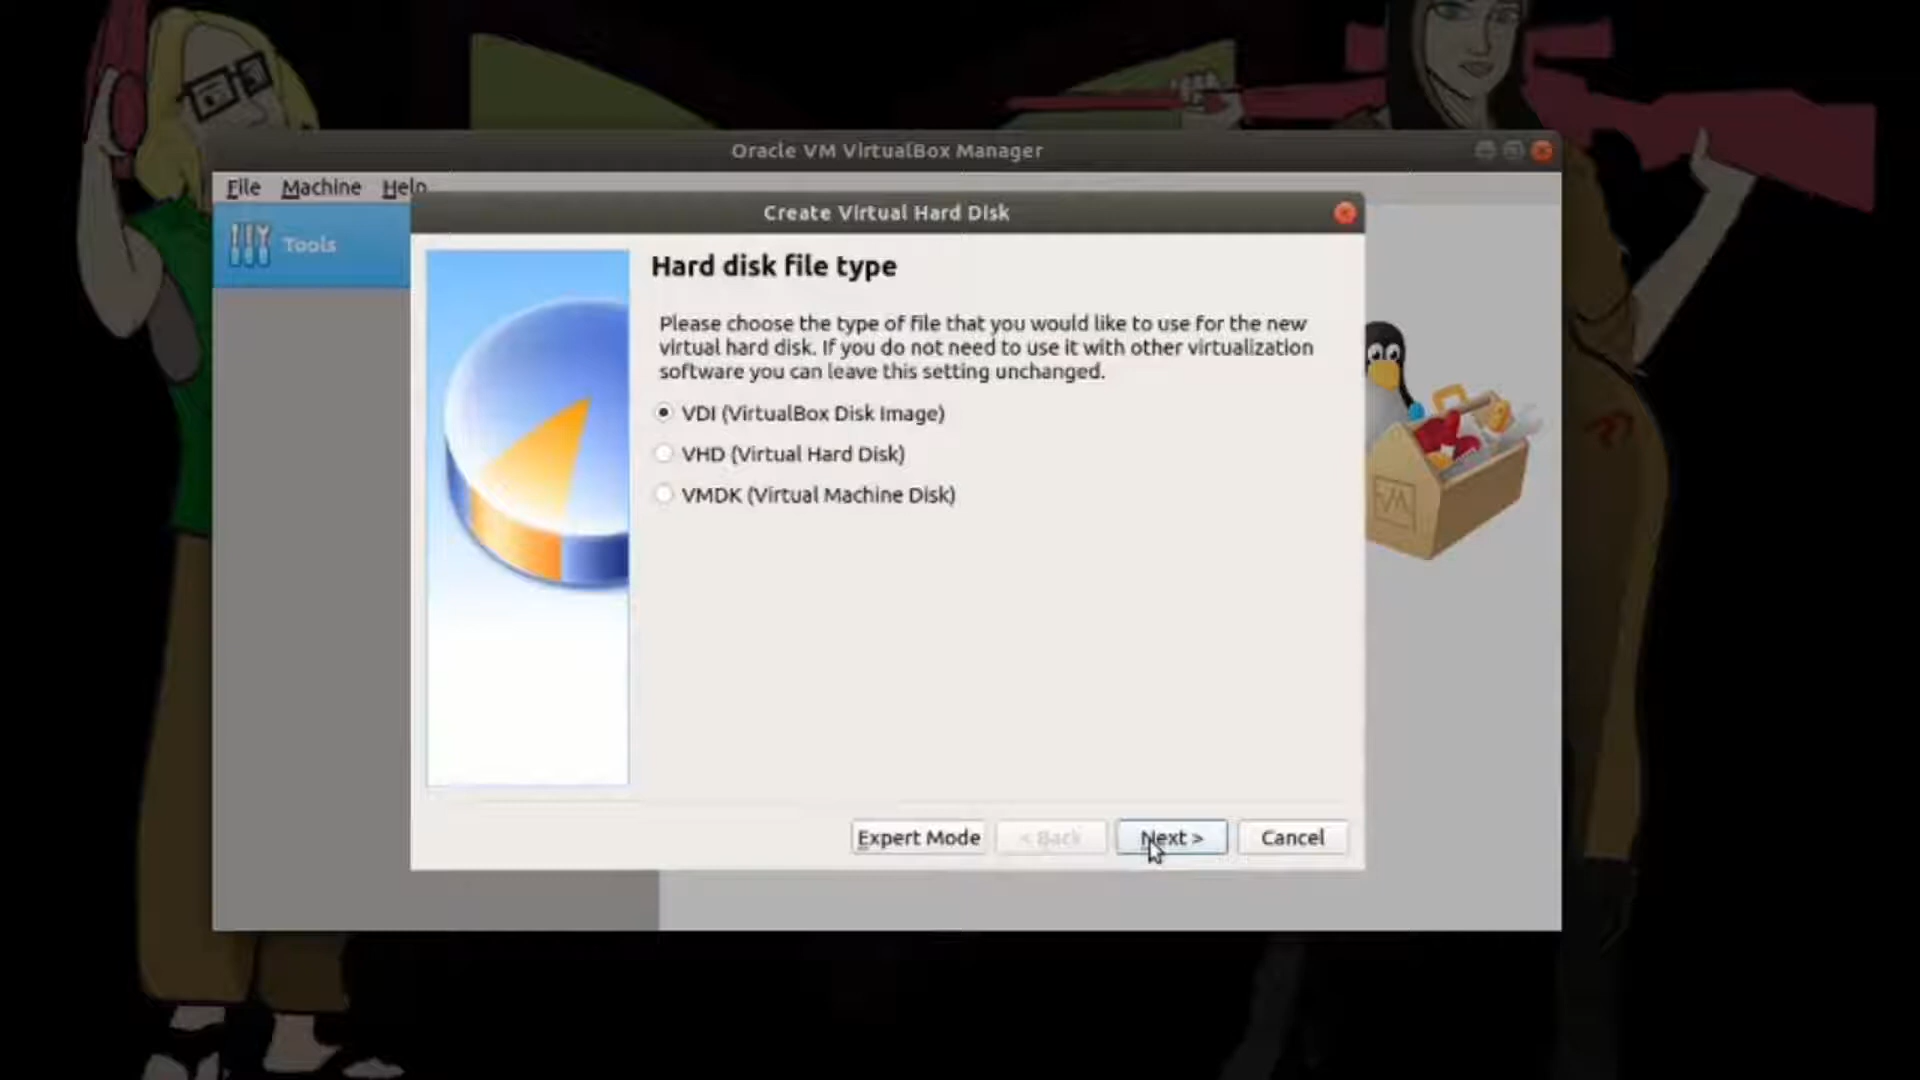 Oracle VM VirtualBox Manager
File Machine Help
Create Virtual Hard Disk
Tools
Hard disk file type
Please choose the type of file that you would like to use for the new
virtual hard disk. If you do not need to use it with other virtualization
software you can leave this setting unchanged.
VDI (VirtualBox Disk Image)
VHD (Virtual Hard Disk)
VMDK (Virtual Machine Disk)
Expert Mode < Back Next > Cancel